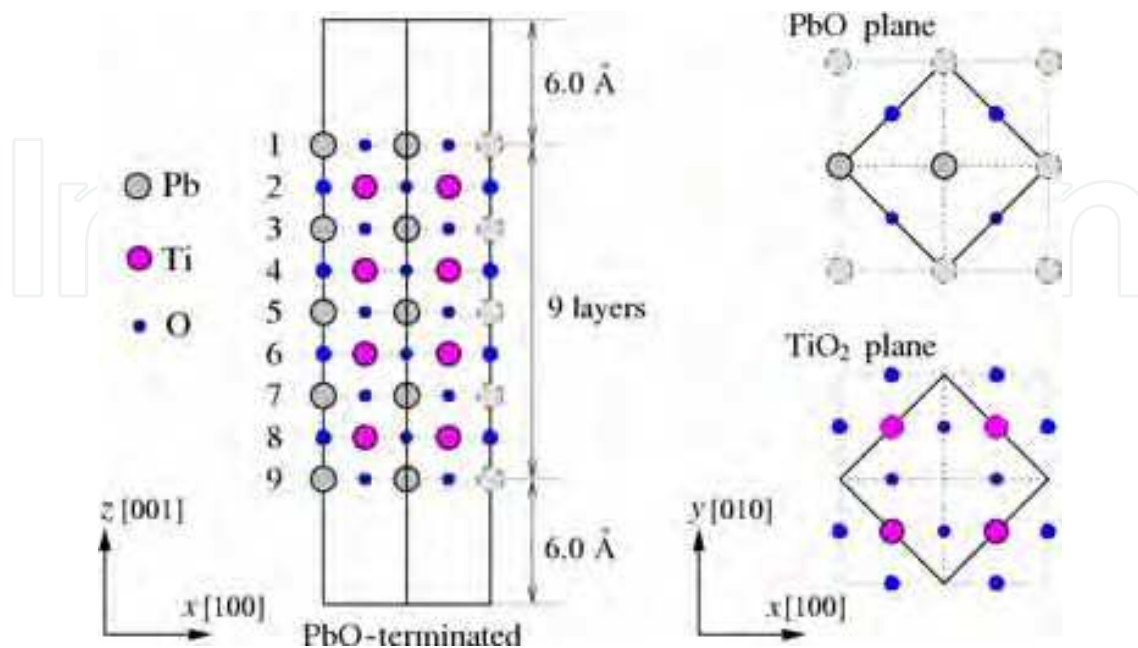 PbO plane
6.0 Å
1
2
3
4
5
6
7
8
9
Pb
Ti
O
9 layers
TiO₂ plane
z [001]
x [100]
6.0 Å
PbO-terminated
y [010]
x [100]